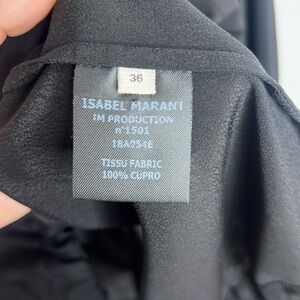 36
ISABEL MARANT
IM PRODUCTION
n°1501
18A054E
TISSU FABRIC
100% CUPRO